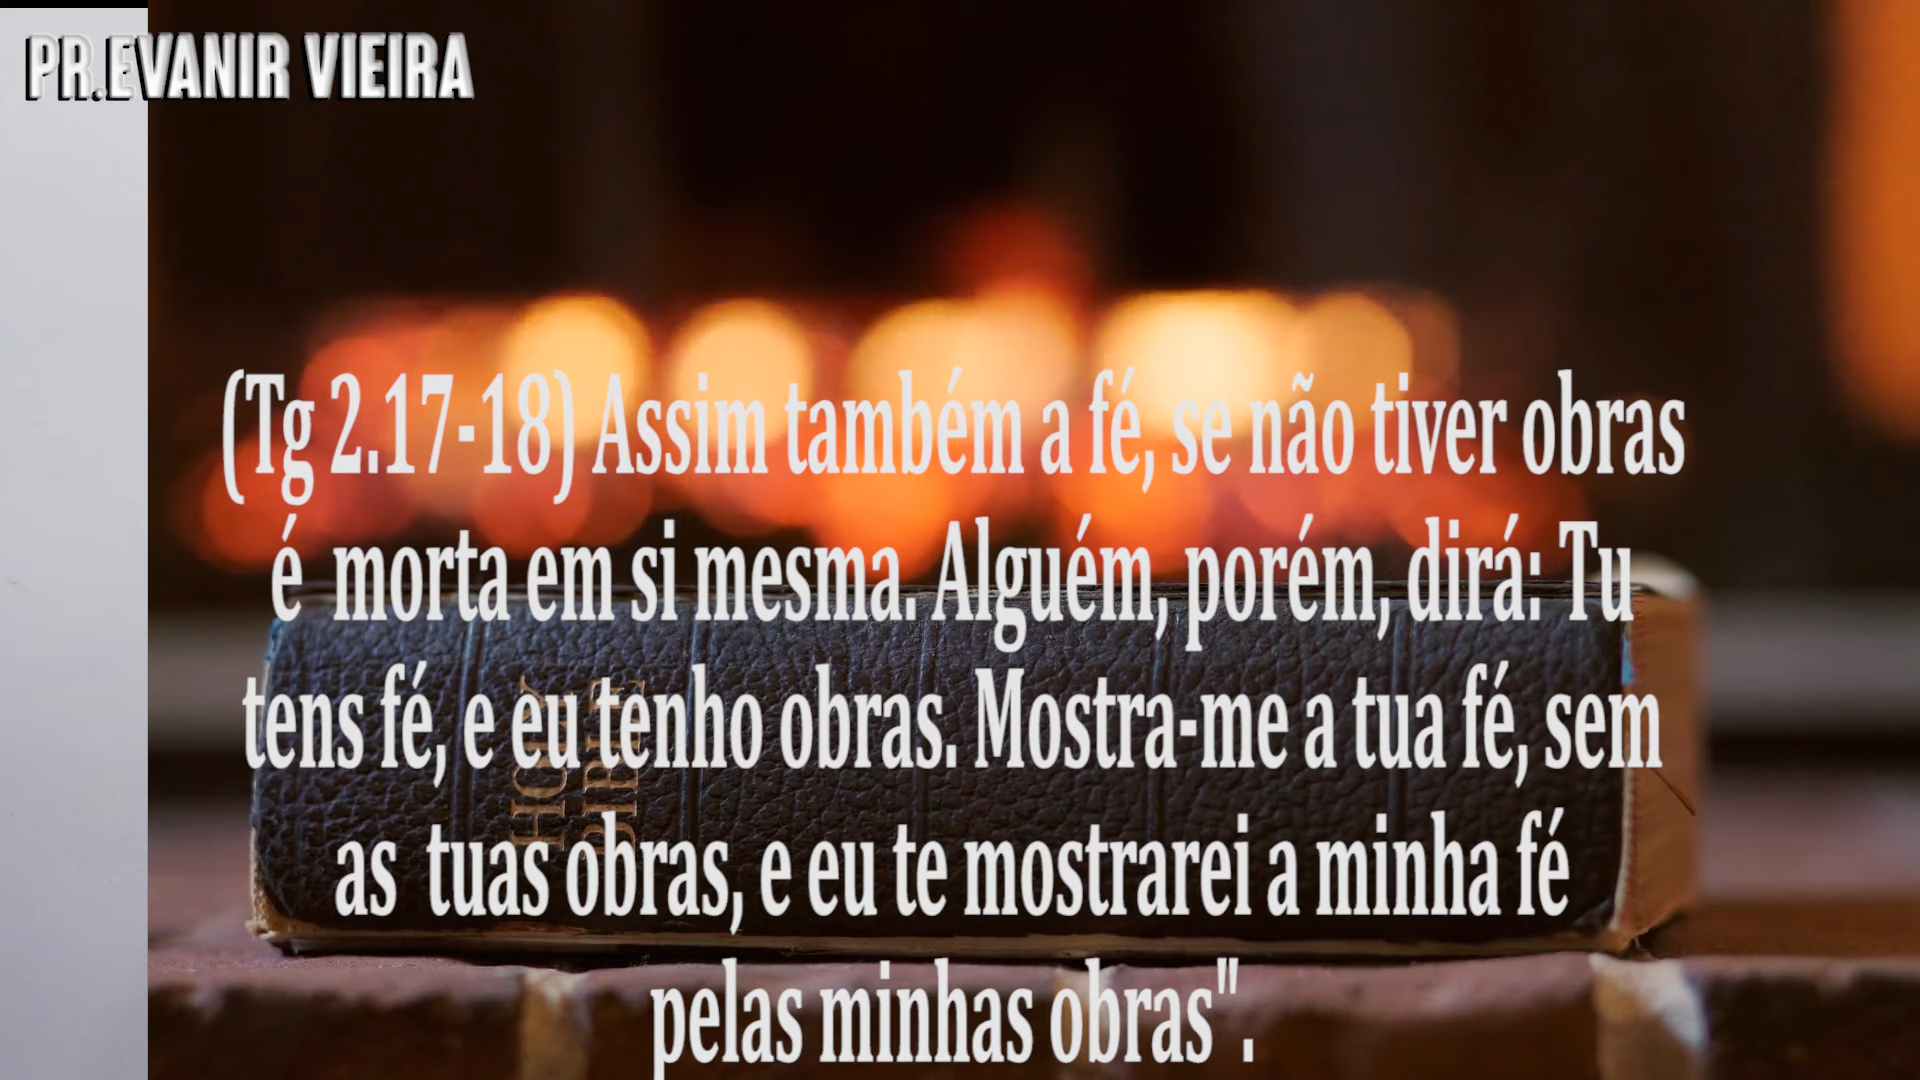 PR.EVANIR VIEIRA
(Tg 2.17-18) Assim também a fé, se não tiver obras
é morta em si mesma. Alguém, porém, dirá: Tu
tens fé, e eu tenho obras. Mostra-me a tua fé, sem
as tuas obras, e eu te mostrarei a minha fé
pelas minhas obras".
HOLY
BIBLE